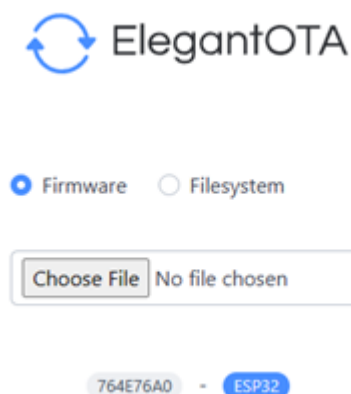 ElegantOTA
Firmware Filesystem
Choose File No file chosen
764E76A0 - ESP32